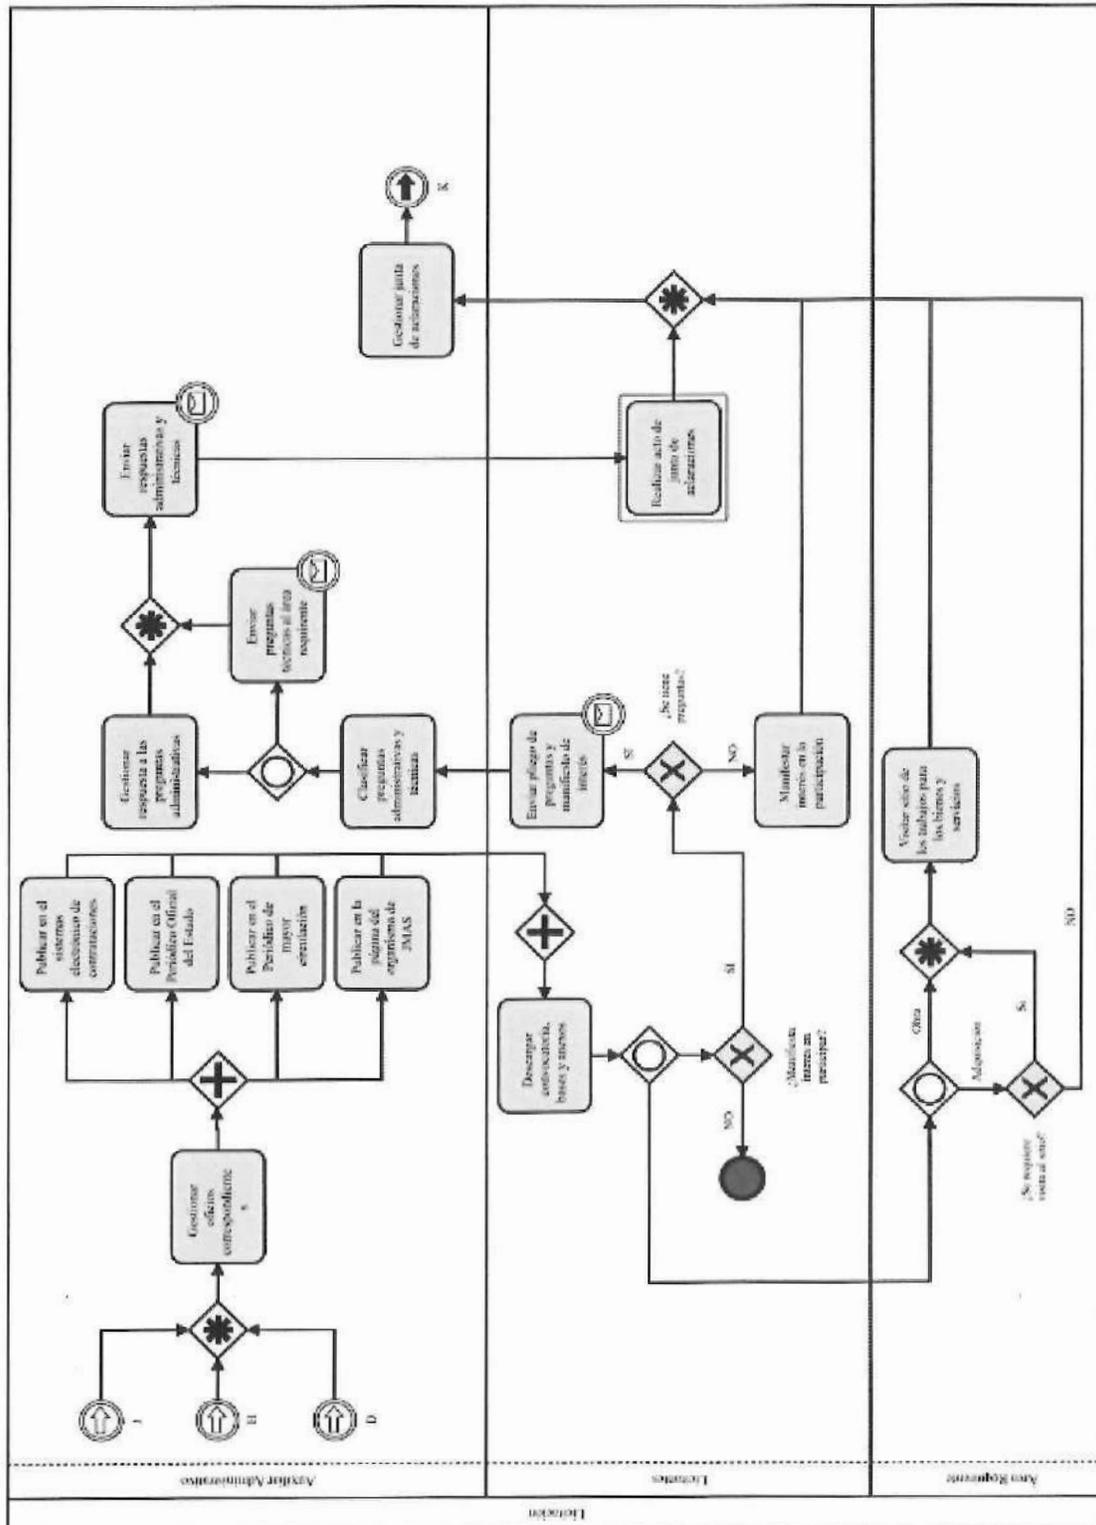 Licitación
Auxiliar Administrativo
J
H
D
Gestionar
oficios
correspondiente
s
Publicar en el
sistemas
electrónico de
contrataciones
Publicar en el
Periódico Oficial
del Estado
Publicar en el
Periódico de
mayor
circulación
Publicar en la
página del
organismo de
JMAS
Gestionar
respuesta a las
preguntas
administrativas
Clasificar
preguntas
administrativas y
técnicas
Enviar
preguntas
técnicas al área
requirente
Enviar
respuestas
administrativas y
técnicas
Gestionar junta
de aclaraciones
K
Licitantes
Descargar
convocatoria,
bases y anexos
¿Manifiesta
interes en
participar?
NO
SI
Enviar pliego de
preguntas y
manifiesto de
interés
SI
¿Se tiene
preguntas?
NO
Manifestar
interés en la
participación
Realizar acto de
junta de
aclaraciones
Área Requirente
Obra
Adquisición
¿Se requiere
visita al sitio?
Si
NO
Visitar sitio de
los trabajos para
los bienes y
servicios